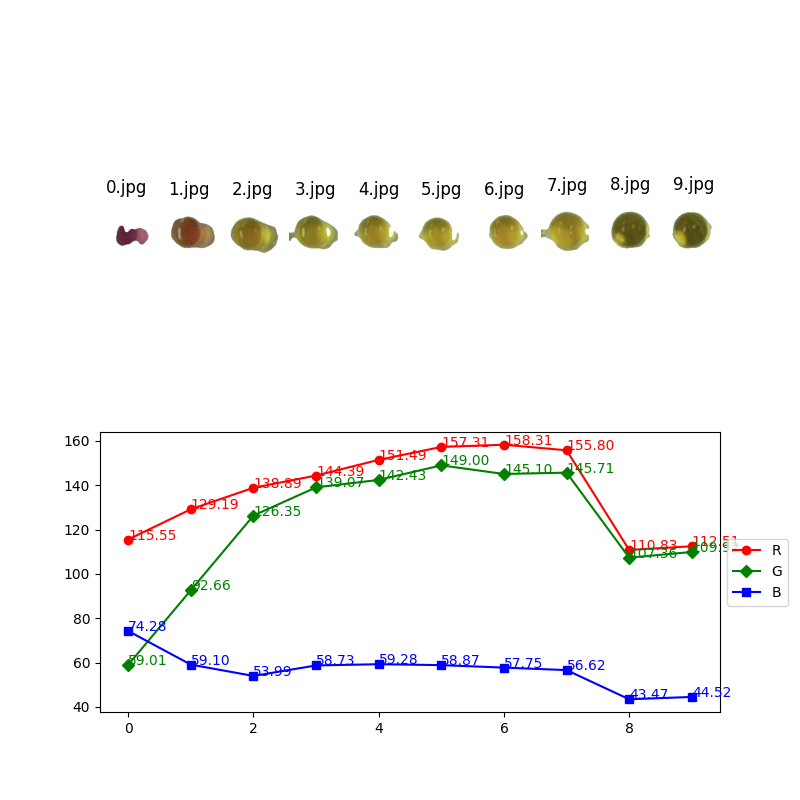 0.jpg 1.jpg 2.jpg 3.jpg 4.jpg 5.jpg 6.jpg 7.jpg 8.jpg 9.jpg
160
140
120
100
80
60
40
0 2 4 6 8
115.55 129.19 138.89 144.39 151.49 157.31 158.31 155.80 110.83 112.51
59.01 92.66 126.35 139.07 142.43 149.00 145.10 145.71 107.36
74.28 59.10 53.99 58.73 59.28 58.87 57.75 56.62 43.47 44.52
R
G
B